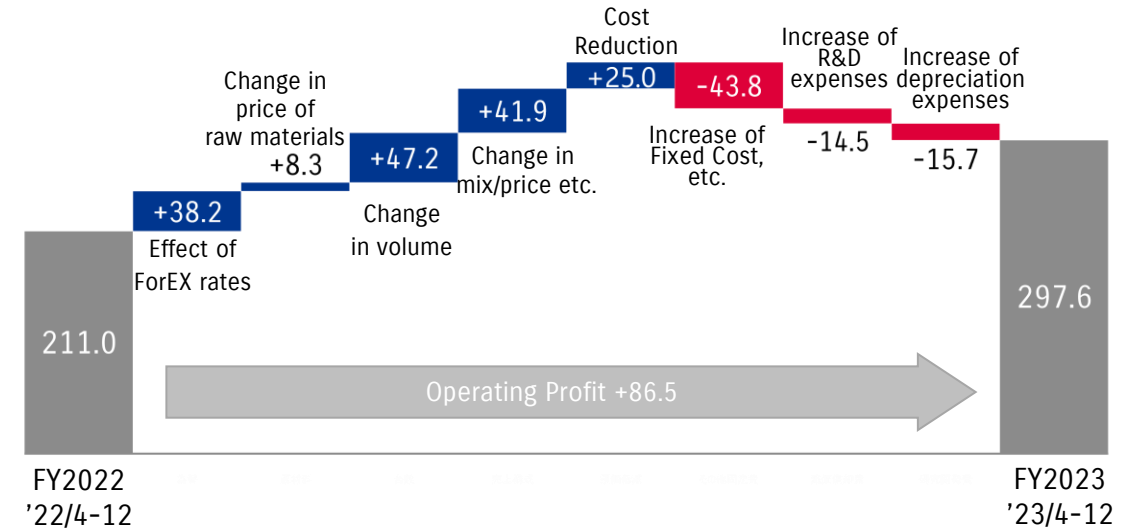 Cost
Reduction
+25.0
Increase of
R&D
expenses
-14.5
Increase of
depreciation
expenses
-15.7
Change in
price of
raw materials
+8.3
+41.9
Change in
mix/price etc.
-43.8
Increase of
Fixed Cost,
etc.
+47.2
Change
in volume
+38.2
Effect of
ForEX rates
211.0
297.6
Operating Profit +86.5
FY2022
'22/4-12
FY2023
'23/4-12